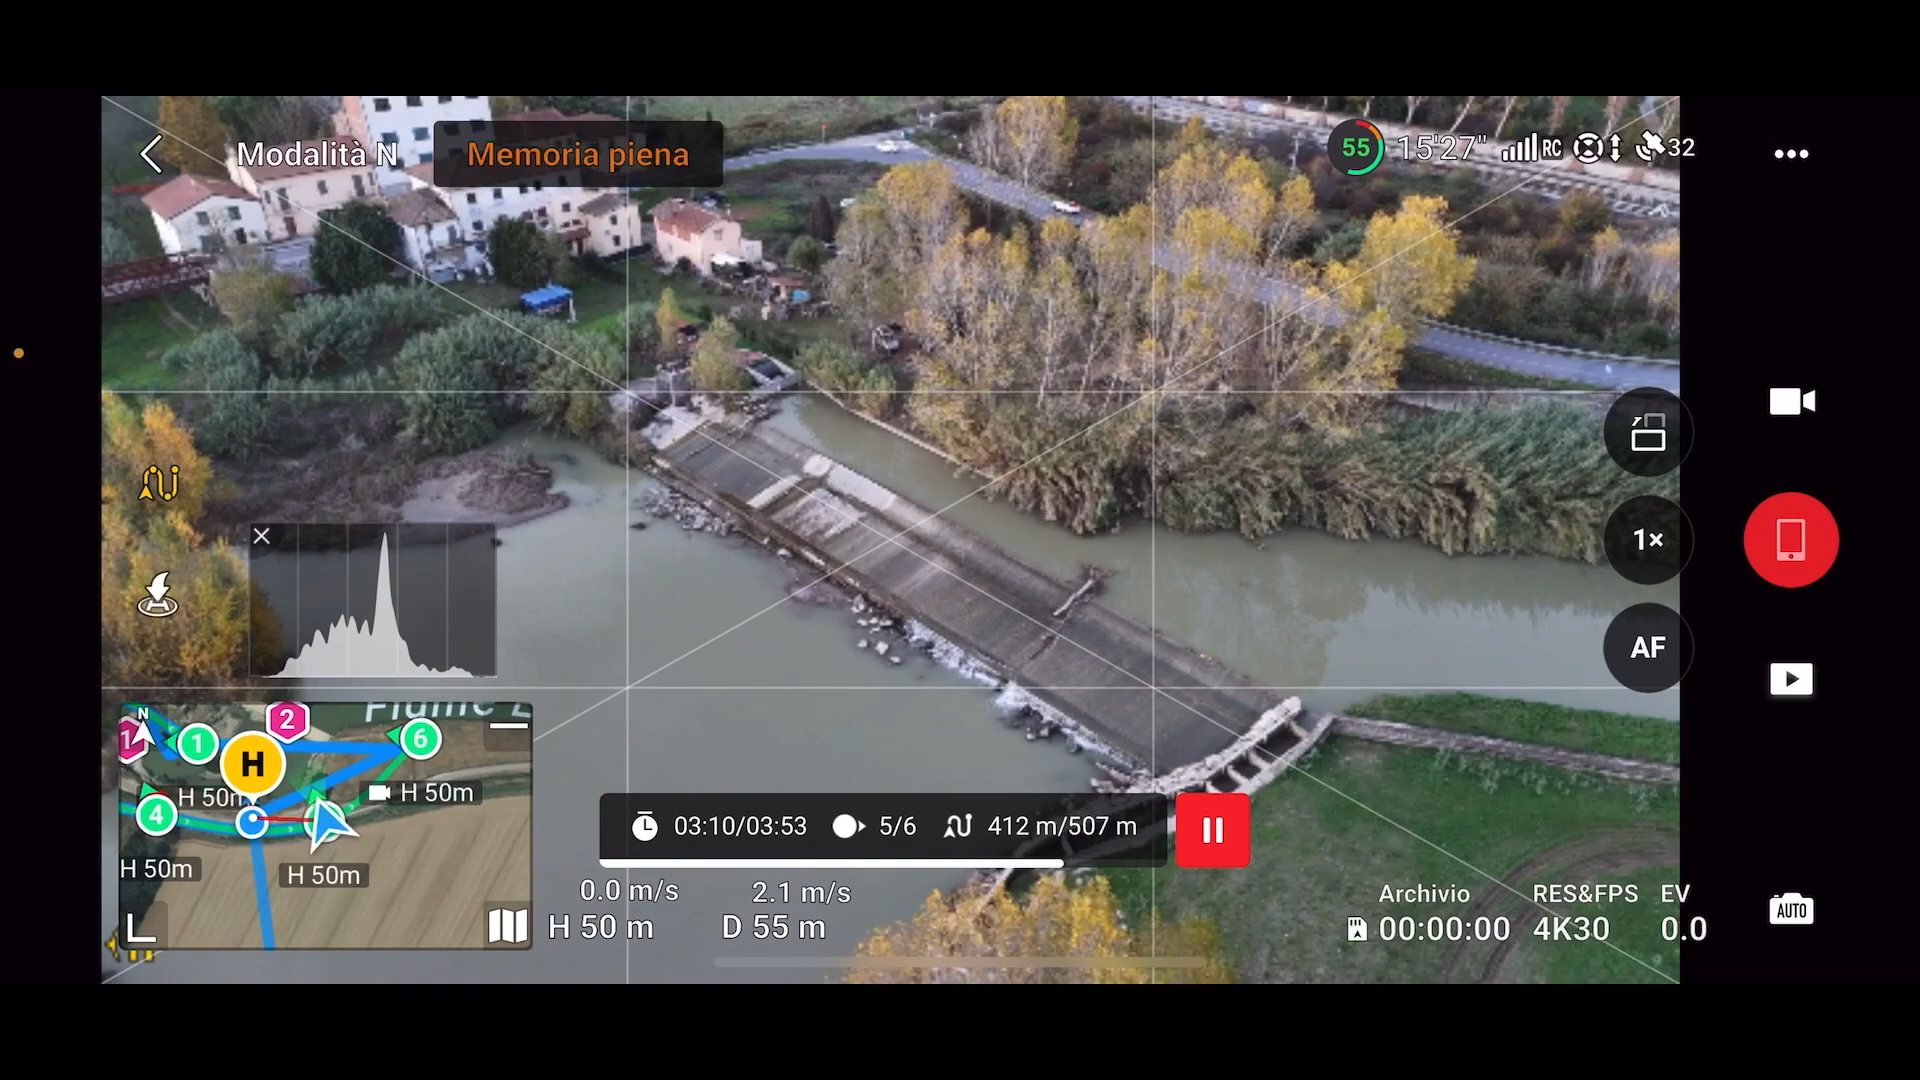 Modalità N
Memoria piena
55
15'27"
RC
32
1×
AF
N
1
1
2
6
H
H 50m
4
H 50m
H 50m
03:10/03:53
5/6
412 m/507 m
0.0 m/s
2.1 m/s
H 50 m
D 55 m
Archivio
RES&FPS
EV
00:00:00
4K30
0.0
AUTO